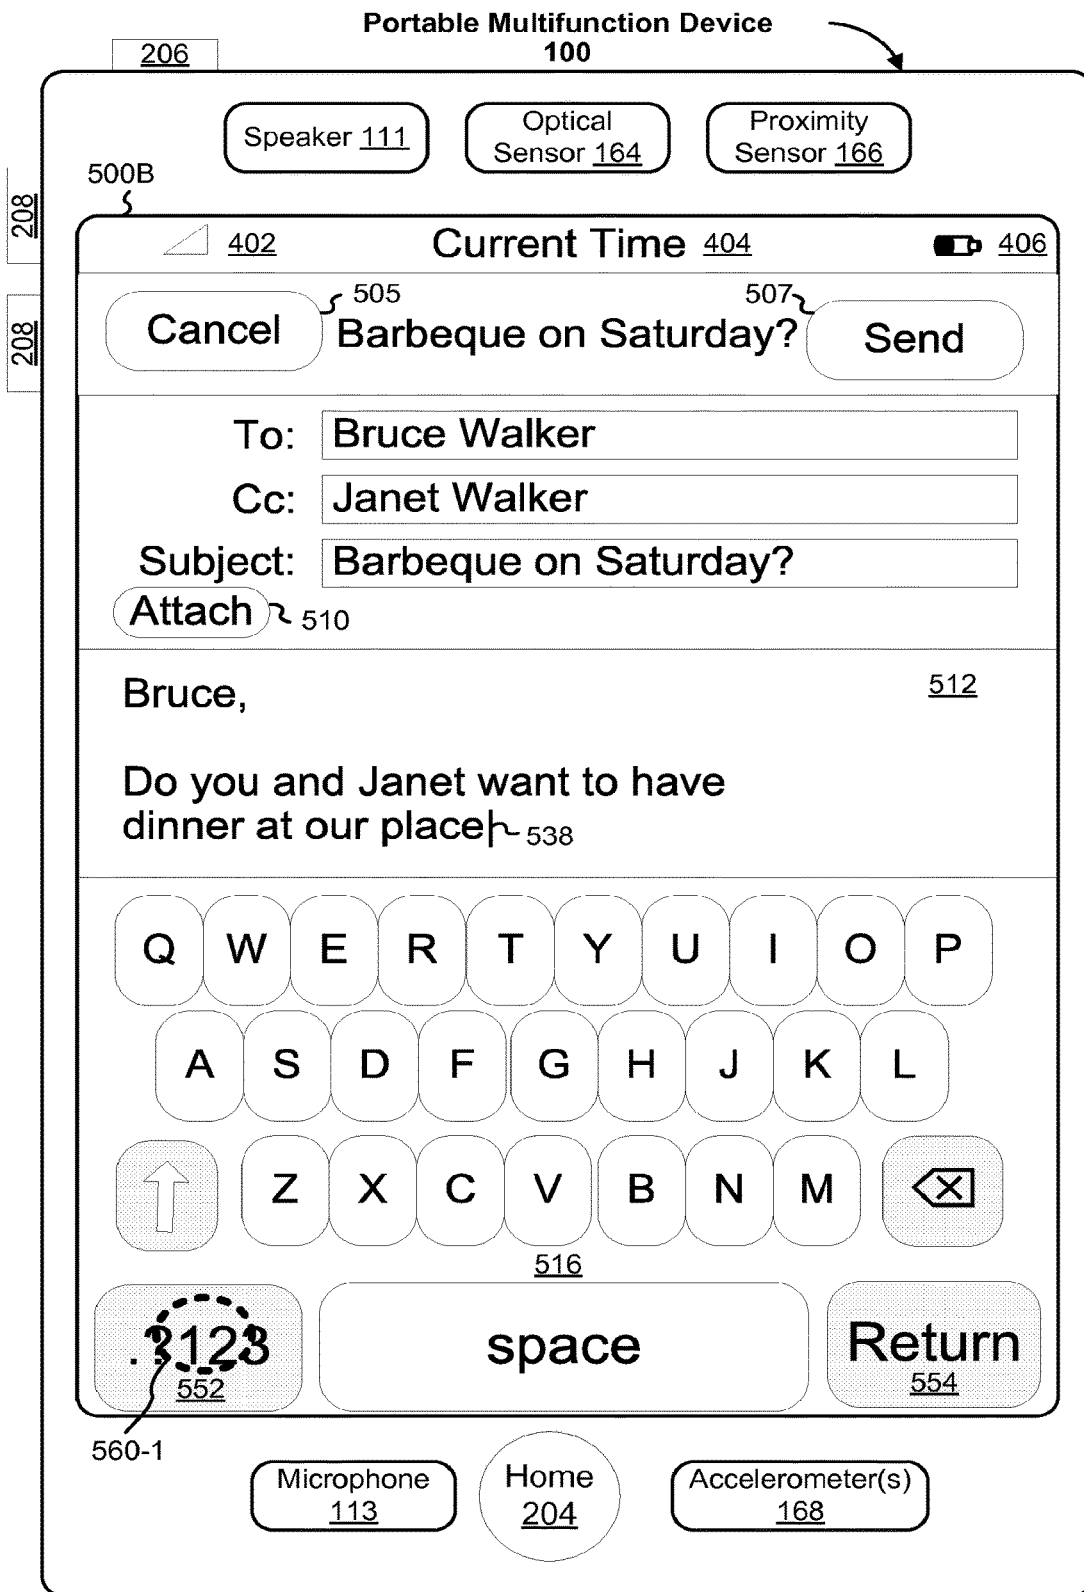 Portable Multifunction Device
100
206
Speaker 111
Optical
Sensor 164
Proximity
Sensor 166
500B
208
402 Current Time 404 406
208
505
507
Cancel Barbeque on Saturday? Send
To: Bruce Walker
Cc: Janet Walker
Subject: Barbeque on Saturday?
Attach 510
Bruce, 512
Do you and Janet want to have
dinner at our place 538
Q W E R T Y U I O P
A S D F G H J K L
Z X C V B N M
516
.?123 space Return
552 554
560-1
Microphone
113
Home
204
Accelerometer(s)
168